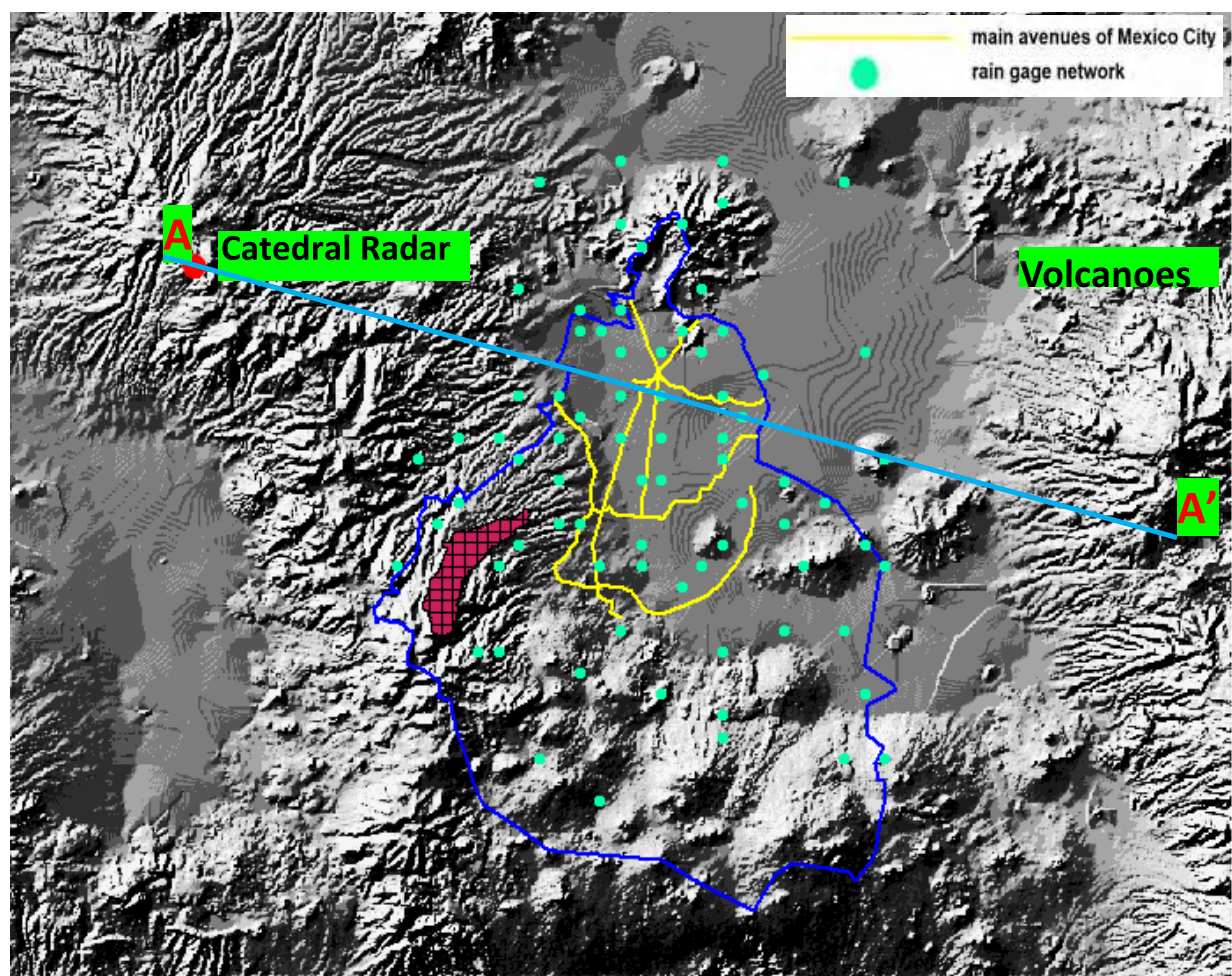 main avenues of Mexico City
rain gage network
A
Catedral Radar
Volcanoes
A’